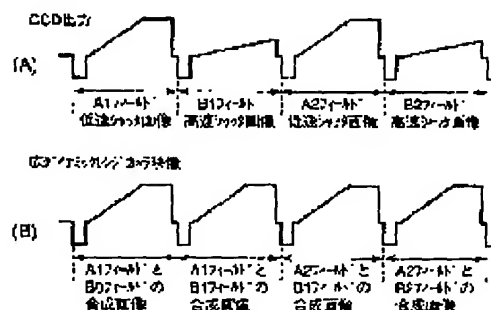 CCD出力
(A)
A1フィールド 低速シャッタ画像
B1フィールド 高速シャッタ画像
A2フィールド 低速シャッタ画像
B2フィールド 高速シャッタ画像
広ダイナミックレンジカメラ映像
(B)
A1フィールドと B0フィールドの 合成画像
A1フィールドと B1フィールドの 合成画像
A2フィールドと B1フィールドの 合成画像
A2フィールドと B2フィールドの 合成画像